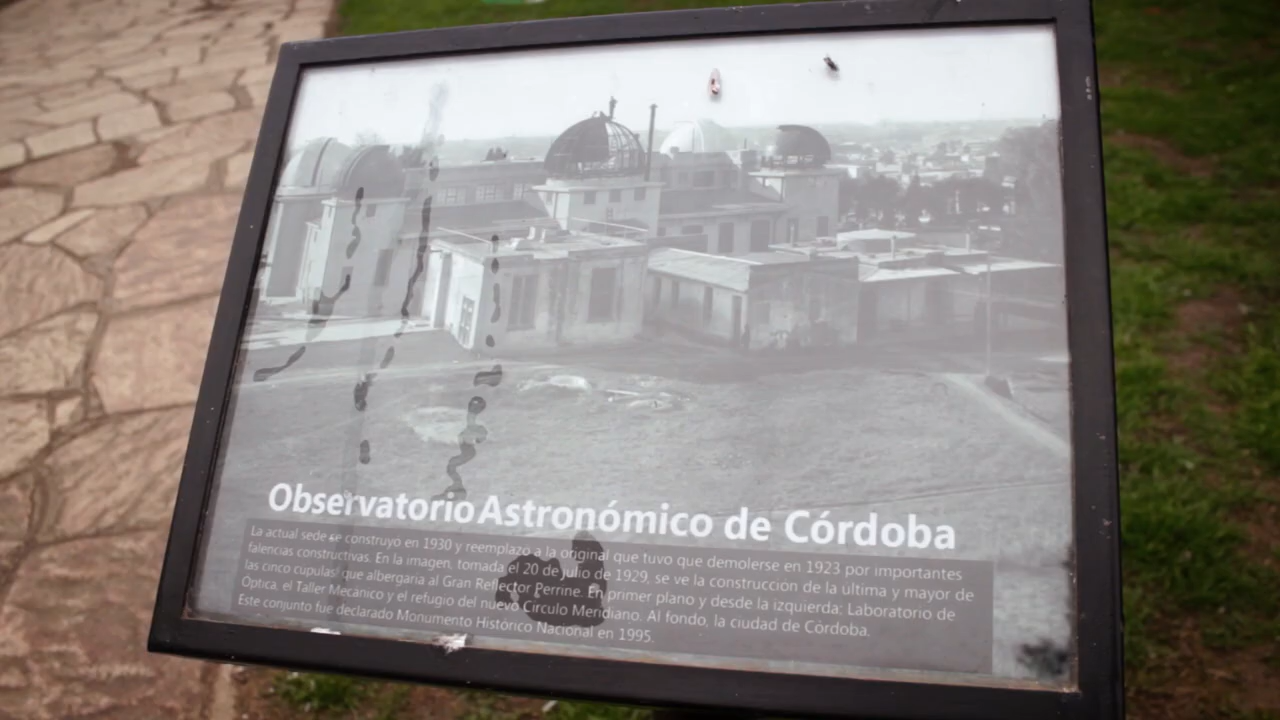 Observatorio Astronómico de Córdoba
La actual sede se construyo en 1930 y reemplazo a la original que tuvo que demolerse en 1923 por importantes
falencias constructivas. En la imagen, tomada el 20 de julio de 1929, se ve la construccion de la ultima y mayor de
las cinco cupulas que albergaria al Gran Reflector Perrine. En primer plano y desde la izquierda: Laboratorio de
Óptica, el Taller Mecanico y el refugio del nuevo Circulo Meridiano. Al fondo, la ciudad de Córdoba.
Este conjunto fue declarado Monumento Histórico Nacional en 1995.